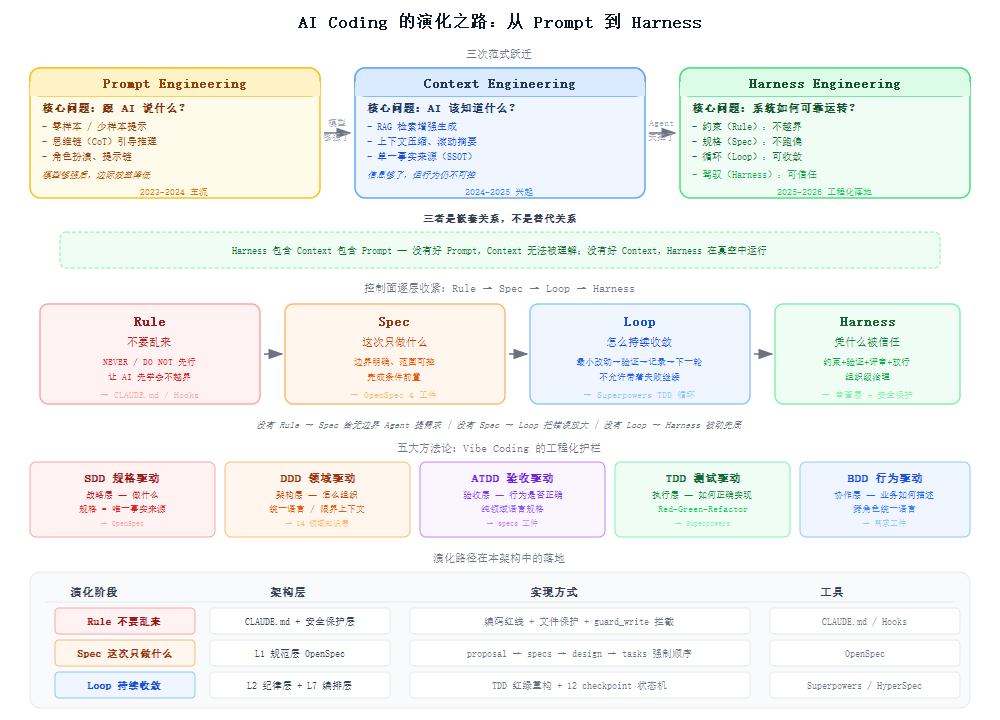 AI Coding 的演化之路：从 Prompt 到 Harness
三次范式跃迁
Prompt Engineering
核心问题：跟 AI 说什么？
- 零样本 / 少样本提示
- 思维链（CoT）引导推理
- 角色扮演、提示链
模型够强后，边际效益降低
2023-2024 主流
模型
够强了
Context Engineering
核心问题：AI 该知道什么？
- RAG 检索增强生成
- 上下文压缩、滚动摘要
- 单一事实来源（SSOT）
信息够了，但行为仍不可控
2024-2025 兴起
Agent
Harness Engineering
核心问题：系统如何可靠运转？
- 约束（Rule）：不越界
- 规格（Spec）：不跑偏
- 循环（Loop）：可收敛
- 驾驭（Harness）：可信任
2025-2026 工程化落地
三者是嵌套关系，不是替代关系
Harness 包含 Context 包含 Prompt — 没有好 Prompt，Context 无法被理解；没有好 Context，Harness 在真空中运行
控制面逐层收紧：Rule → Spec → Loop → Harness
Rule
不要乱来
NEVER / DO NOT 先行
让 AI 先学会不越界
→ CLAUDE.md / Hooks
Spec
这次只做什么
边界明确、范围可控
完成条件前置
→ OpenSpec 4 工件
Loop
怎么持续收敛
最小改动→验证→记录→下一轮
不允许带着失败继续
→ Superpowers TDD 循环
Harness
凭什么被信任
约束+验证+评审+放行
组织级治理
→ 编排层 + 安全保护
没有 Rule → Spec 给无边界 Agent 提需求 / 没有 Spec → Loop 把错误放大 / 没有 Loop → Harness 被动兜底
五大方法论：Vibe Coding 的工程化护栏
SDD 规格驱动
战略层 — 做什么
规格 = 唯一事实来源
→ OpenSpec
DDD 领域驱动
架构层 — 怎么组织
统一语言 / 限界上下文
→ L4 领域知识层
ATDD 验收驱动
验收层 — 行为是否正确
纯领域语言规格
→ specs 工件
TDD 测试驱动
执行层 — 如何正确实现
Red-Green-Refactor
→ Superpowers
BDD 行为驱动
协作层 — 业务如何描述
跨角色统一语言
→ 需求工件
演化路径在本架构中的落地
演化阶段 架构层 实现方式 工具
Rule 不要乱来 CLAUDE.md + 安全保护层 编码红线 + 文件保护 + guard_write 拦截 CLAUDE.md / Hooks
Spec 这次只做什么 L1 规范层 OpenSpec proposal → specs → design → tasks 强制顺序 OpenSpec
Loop 持续收敛 L2 纪律层 + L7 编排层 TDD 红绿重构 + 12 checkpoint 状态机 Superpowers / HyperSpec